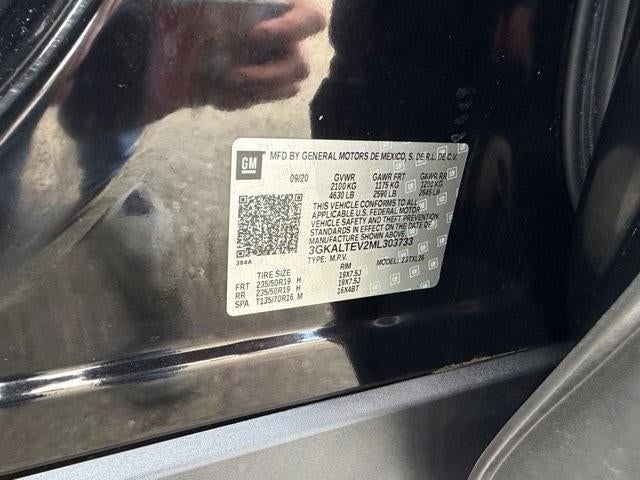 GM
MFD BY GENERAL MOTORS DE MEXICO, S. DE R.L. DE C.V.
09/20 GVWR GAWR FRT GAWR RR
2100 KG 1175 KG 1200 KG
4630 LB 2590 LB 2645 LB
THIS VEHICLE CONFORMS TO ALL
APPLICABLE U.S. FEDERAL MOTOR
VEHICLE SAFETY AND THEFT PREVENTION
STANDARDS IN EFFECT ON THE DATE OF
MANUFACTURE SHOWN ABOVE.
3GKALTEV2ML303733
384A TYPE: M.P.V. MODEL: 23TXL26
TIRE SIZE RIM
FRT 235/50R19 H 19X7.5J
RR 235/50R19 H 19X7.5J
SPA T135/70R16 M 16X4BT